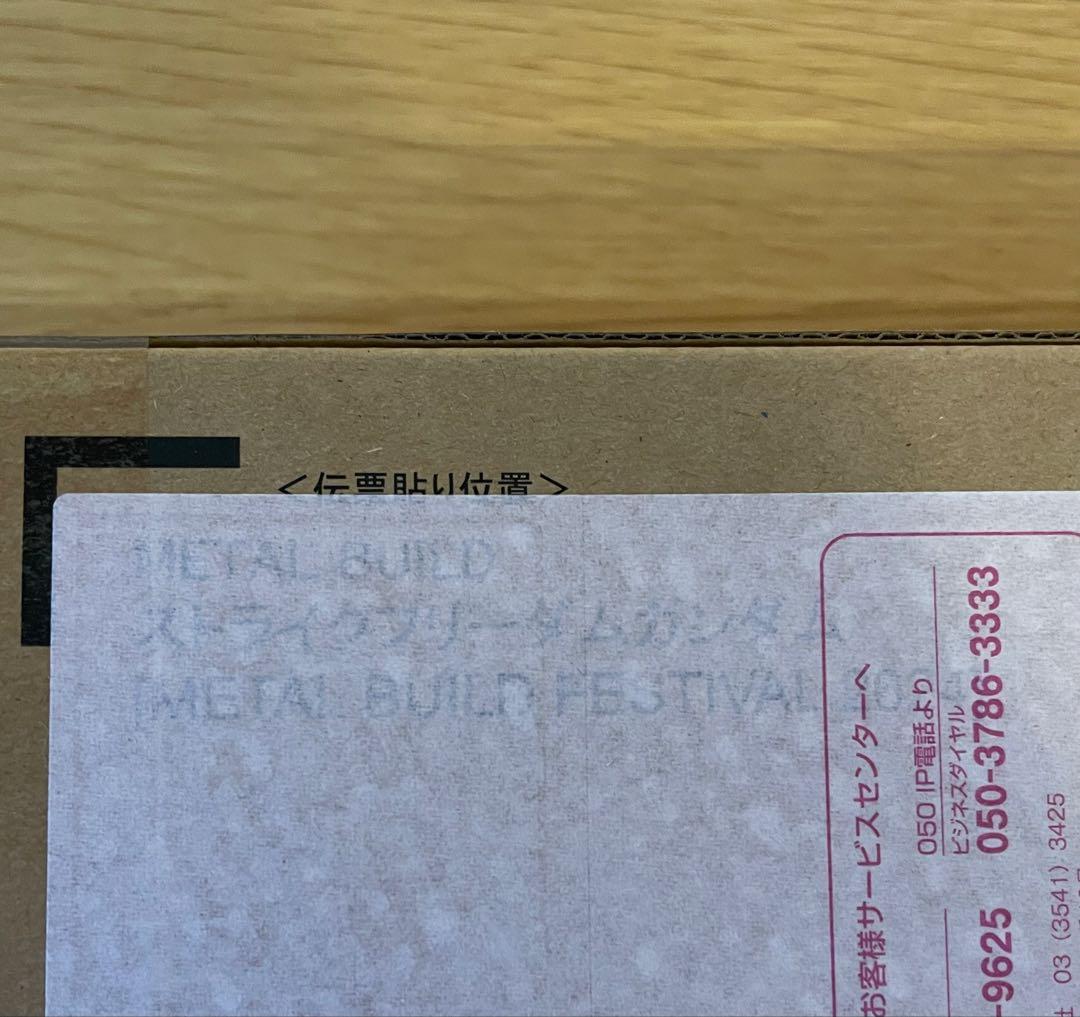 ＜伝票貼り位置＞
METAL BUILD
ストライクフリーダムガンダム
[METAL BUILD FESTIVAL
お客様サービスセンターへ
050 IP電話より
ビジネスダイヤル
050-3786-3333
-9625
03 (3541) 3425